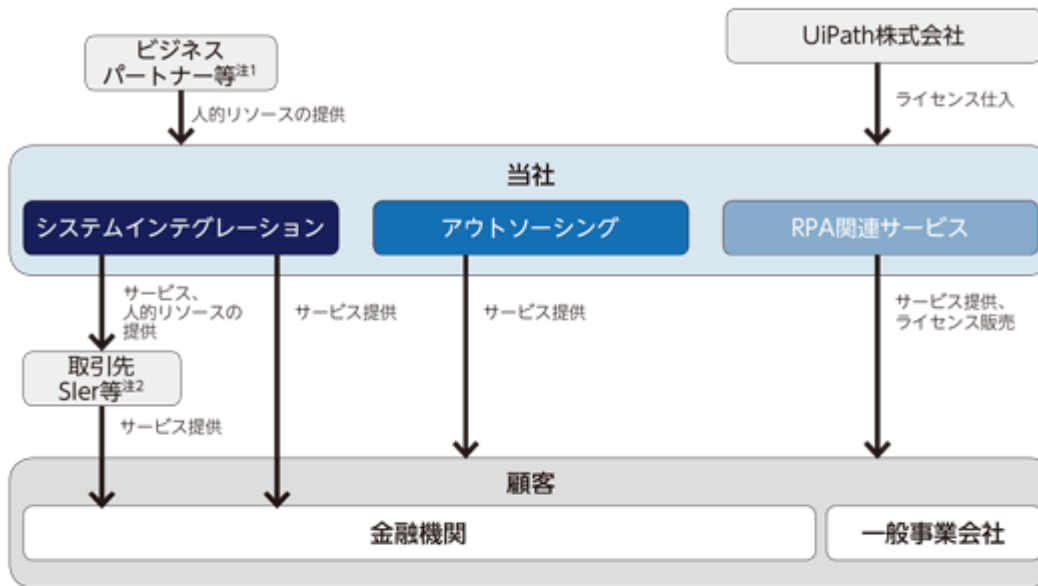 ビジネス
パートナー等注1
UiPath株式会社
人的リソースの提供
ライセンス仕入
当社
システムインテグレーション
アウトソーシング
RPA関連サービス
サービス、
人的リソースの
提供
サービス提供
サービス提供
サービス提供、
ライセンス販売
取引先
SIer等注2
サービス提供
顧客
金融機関
一般事業会社